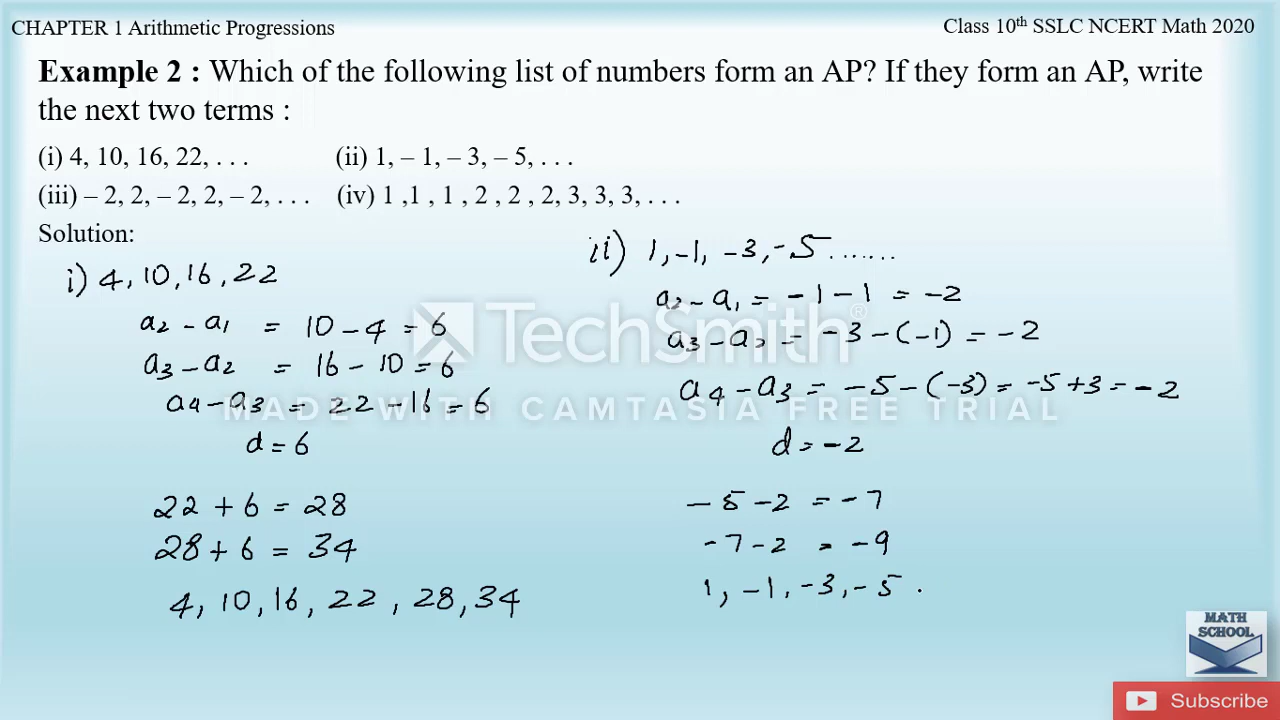 CHAPTER 1 Arithmetic Progressions
Class 10th SSLC NCERT Math 2020
Example 2 : Which of the following list of numbers form an AP? If they form an AP, write
the next two terms :
(i) 4, 10, 16, 22, . . . (ii) 1, – 1, – 3, – 5, . . .
(iii) – 2, 2, – 2, 2, – 2, . . . (iv) 1 ,1 , 1 , 2 , 2 , 2, 3, 3, 3, . . .
Solution:
i) 4, 10, 16, 22
a2 - a1 = 10 - 4 = 6
a3 - a2 = 16 - 10 = 6
a4 - a3 = 22 - 16 = 6
d = 6
22 + 6 = 28
28 + 6 = 34
4, 10, 16, 22, 28, 34
ii) 1, -1, -3, -5 ......
a2 - a1 = -1 - 1 = -2
a3 - a2 = -3 - (-1) = -2
a4 - a3 = -5 - (-3) = -5 + 3 = -2
d = -2
-5 - 2 = -7
-7 - 2 = -9
1, -1, -3, -5 .
TechSmith®
MADE WITH CAMTASIA FREE TRIAL
MATH
SCHOOL
Subscribe